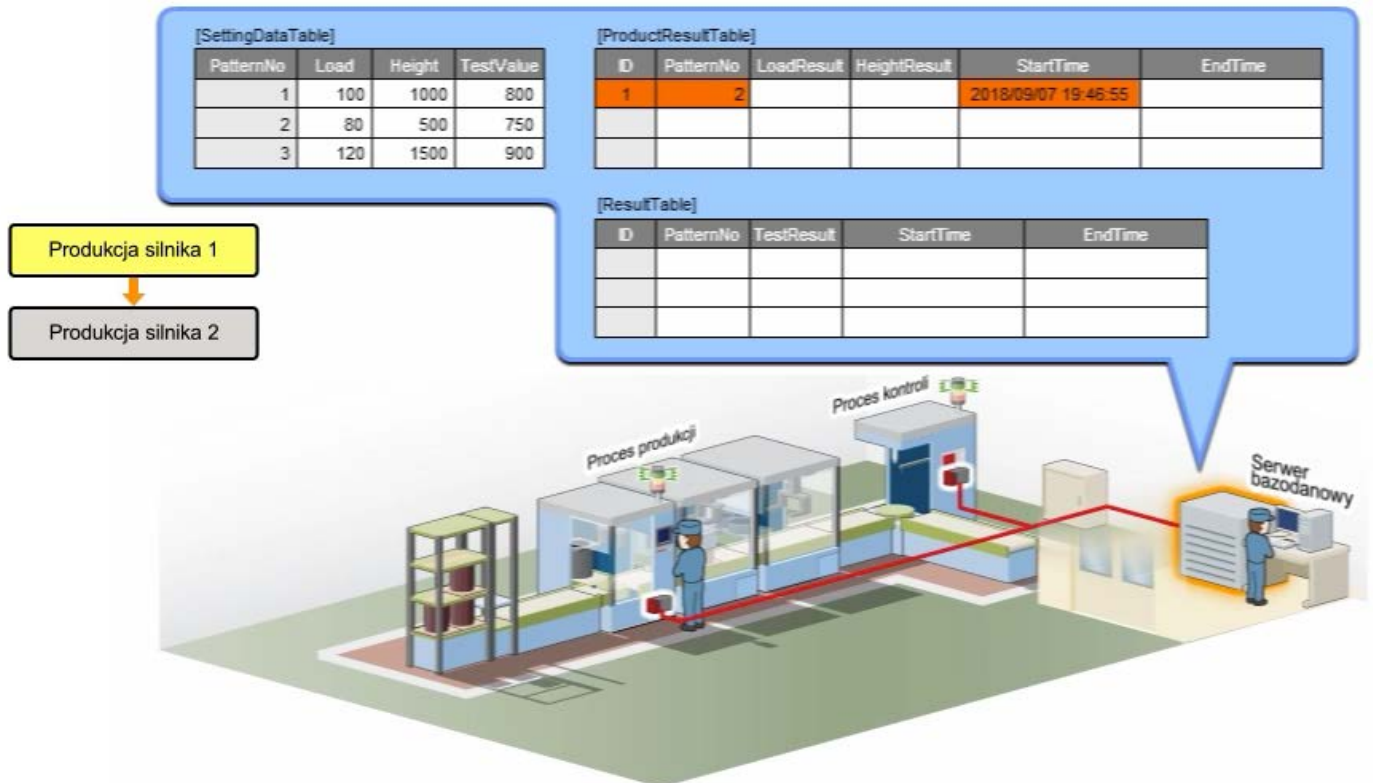 [SettingDataTable]
PatternNo Load Height TestValue
1 100 1000 800
2 80 500 750
3 120 1500 900
[ProductResultTable]
ID PatternNo LoadResult HeightResult StartTime EndTime
1 2 2018/09/07 19:46:55
[ResultTable]
ID PatternNo TestResult StartTime EndTime
Produkcja silnika 1
Produkcja silnika 2
Proces produkcji
Proces kontroli
Serwer
bazodanowy